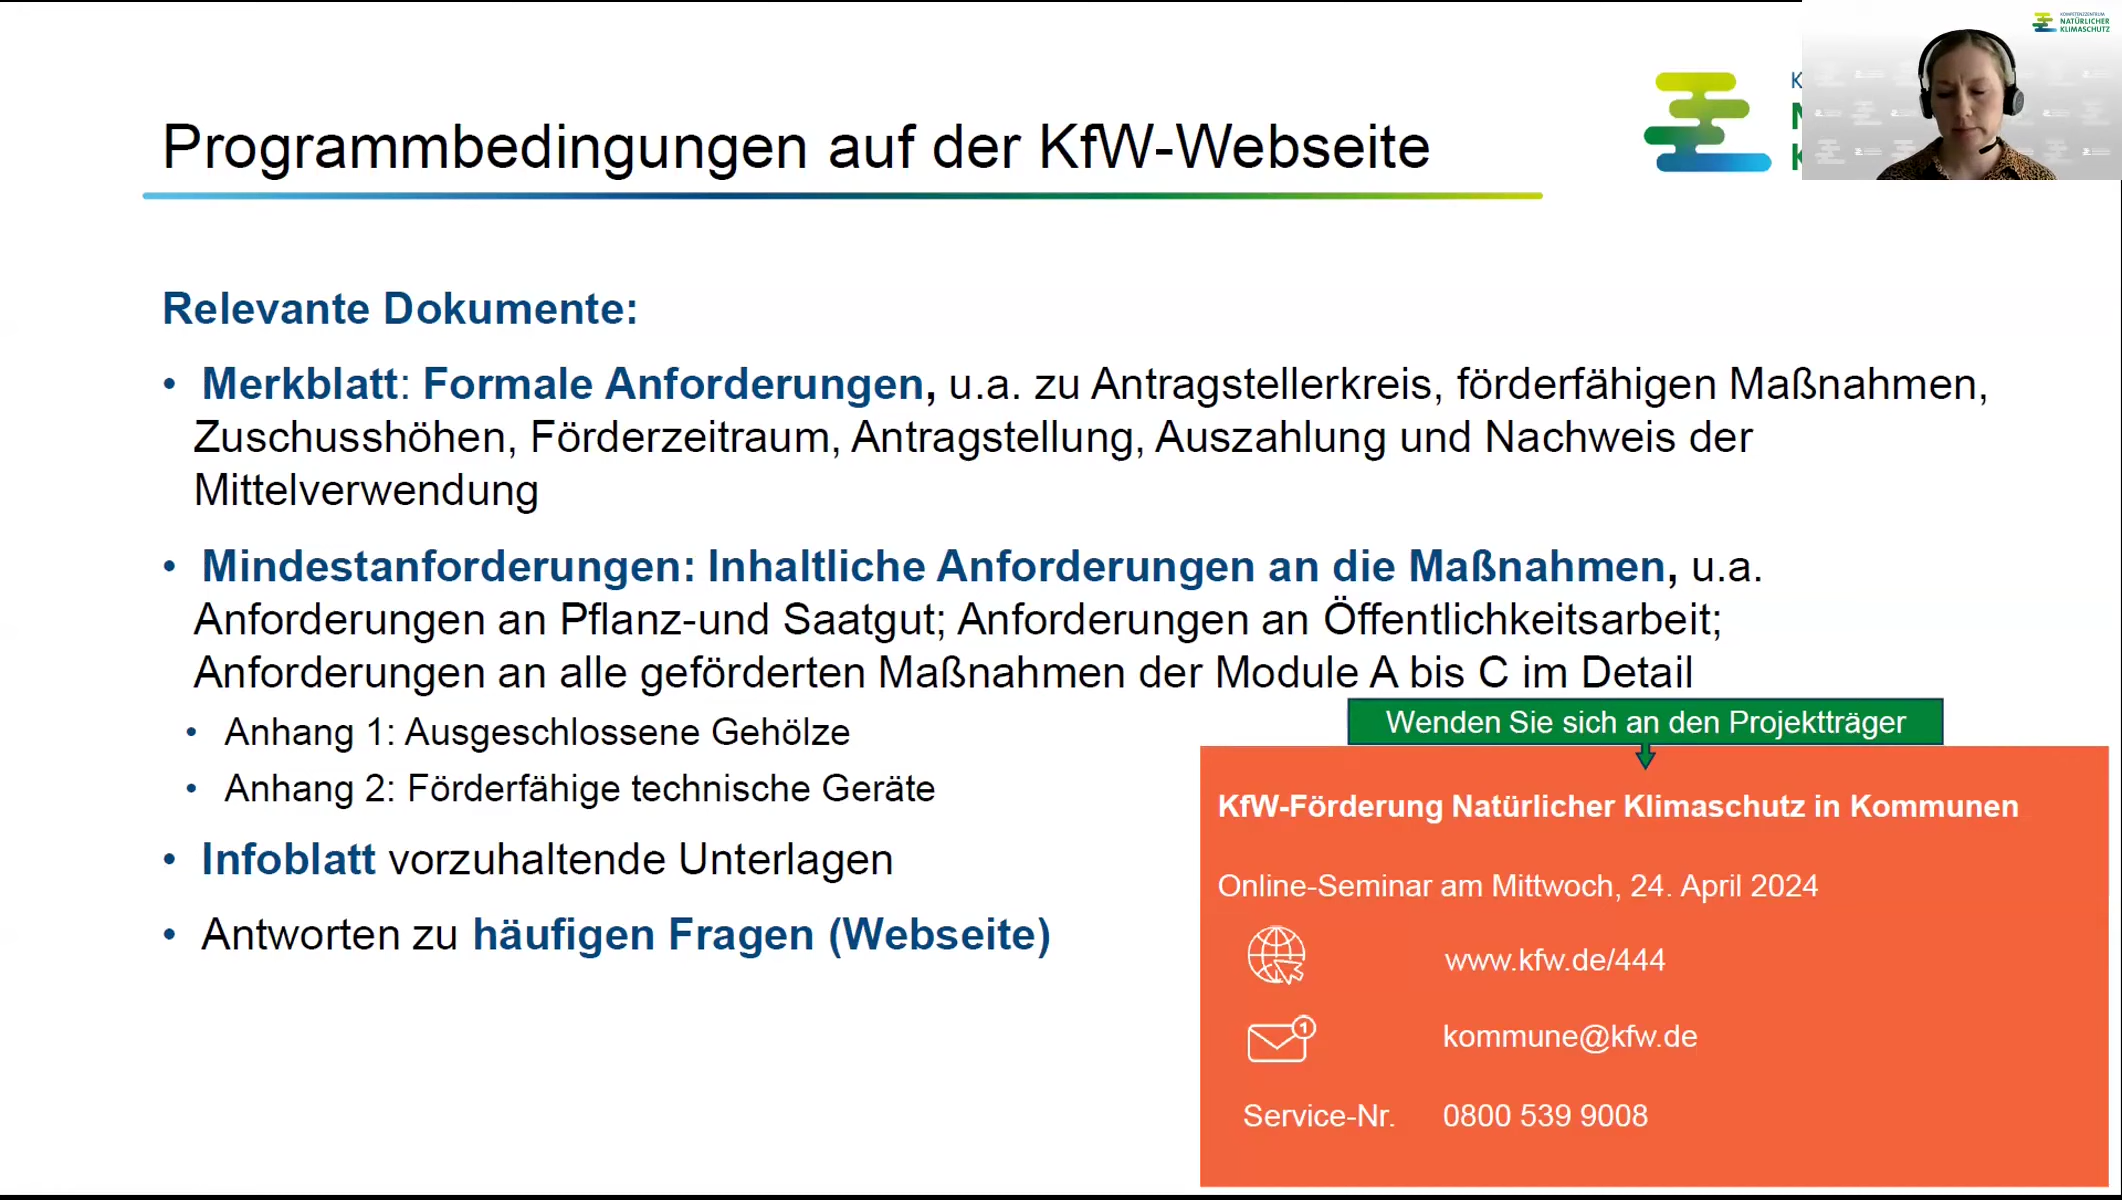 KOMPETENZZENTRUM
NATÜRLICHER
KLIMASCHUTZ
Programmbedingungen auf der KfW-Webseite
Relevante Dokumente:
• Merkblatt: Formale Anforderungen, u.a. zu Antragstellerkreis, förderfähigen Maßnahmen,
Zuschusshöhen, Förderzeitraum, Antragstellung, Auszahlung und Nachweis der
Mittelverwendung
• Mindestanforderungen: Inhaltliche Anforderungen an die Maßnahmen, u.a.
Anforderungen an Pflanz-und Saatgut; Anforderungen an Öffentlichkeitsarbeit;
Anforderungen an alle geförderten Maßnahmen der Module A bis C im Detail
• Anhang 1: Ausgeschlossene Gehölze
• Anhang 2: Förderfähige technische Geräte
• Infoblatt vorzuhaltende Unterlagen
• Antworten zu häufigen Fragen (Webseite)
Wenden Sie sich an den Projektträger
KfW-Förderung Natürlicher Klimaschutz in Kommunen
Online-Seminar am Mittwoch, 24. April 2024
www.kfw.de/444
1
kommune@kfw.de
Service-Nr. 0800 539 9008